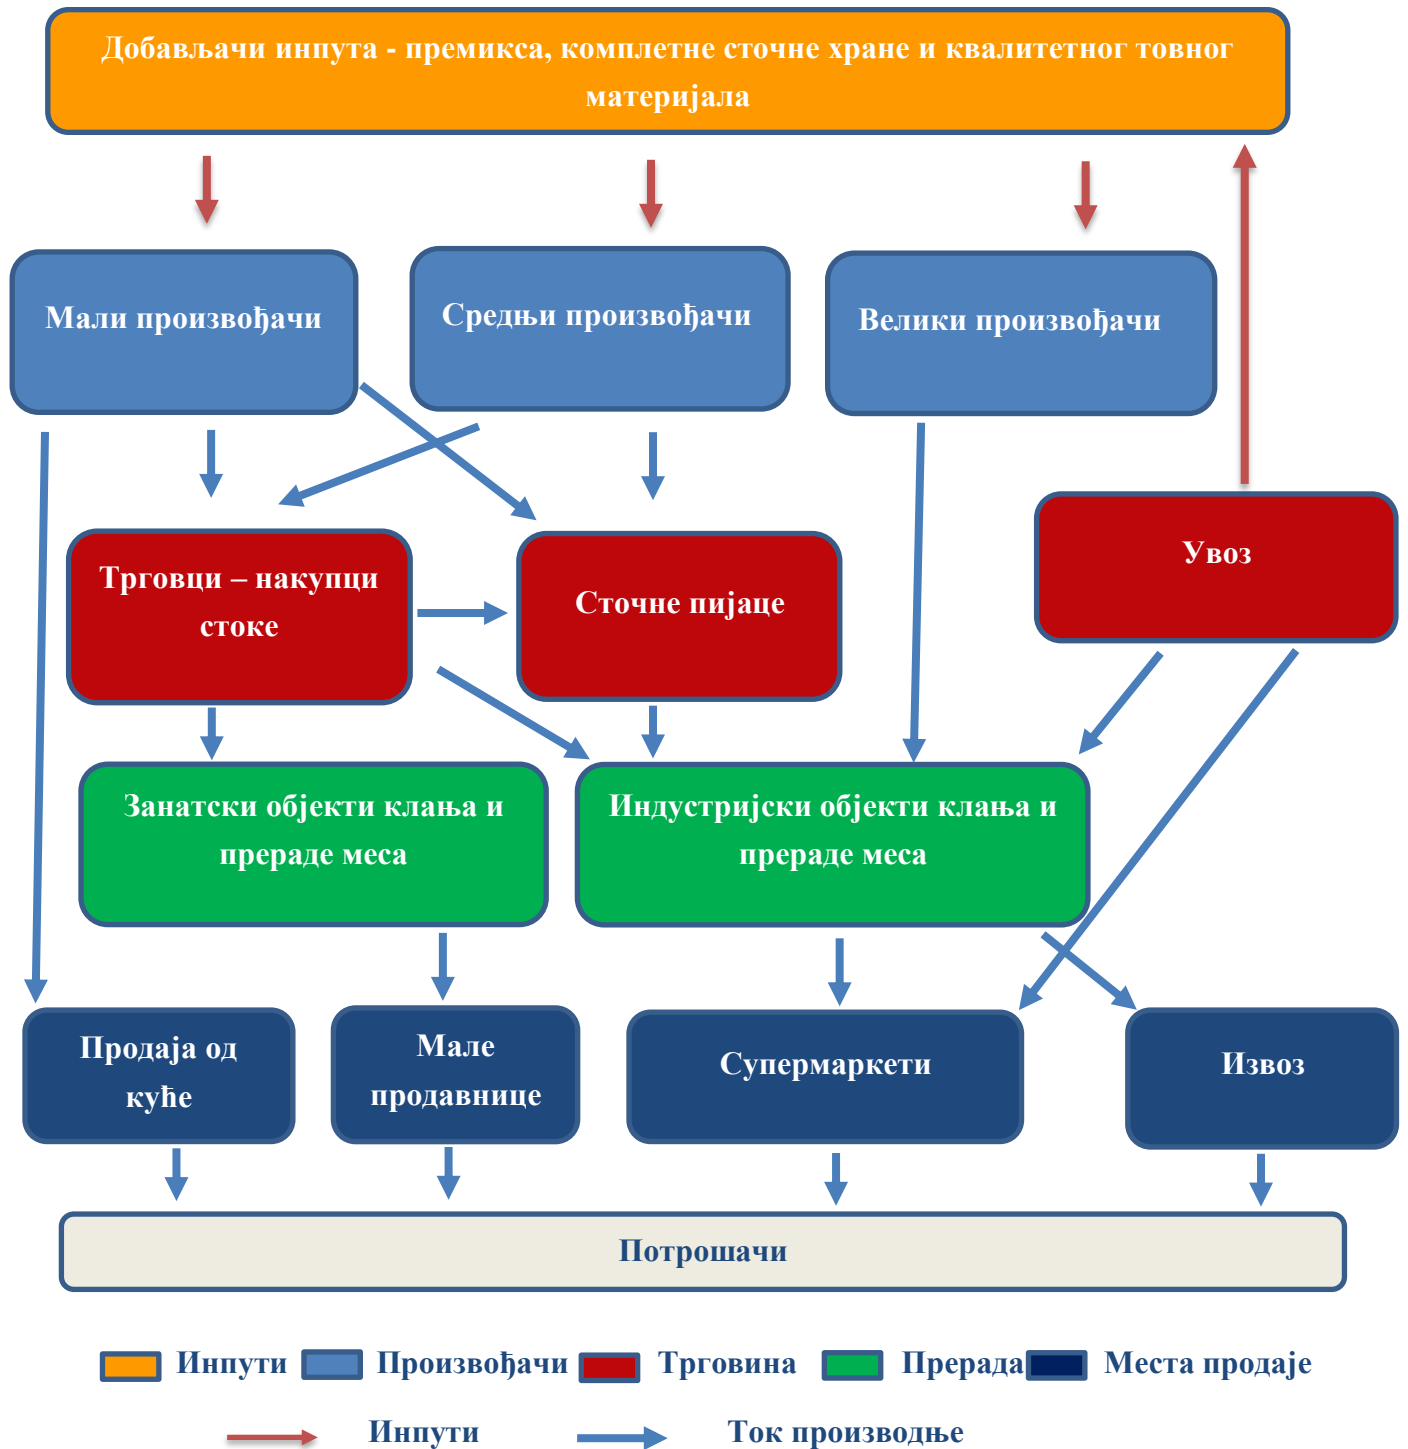 Добављачи инпута - премикса, комплетне сточне хране и квалитетног товног
материјала
Мали произвођачи
Средњи произвођачи
Велики произвођачи
Трговци – накупци
стоке
Сточне пијаце
Увоз
Занатски објекти клања и
прераде меса
Индустријски објекти клања и
прераде меса
Продаја од
куће
Мале
продавнице
Супермаркети
Извоз
Потрошачи
Инпути
Произвођачи
Трговина
Прерада
Места продаје
Инпути
Ток производње